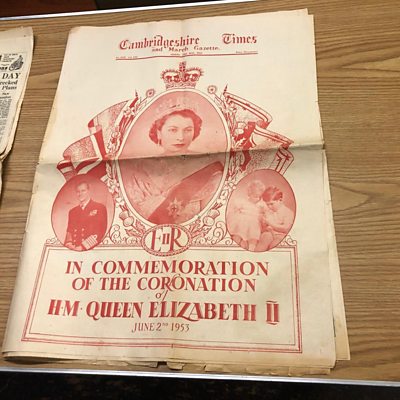 Cambridgeshire Times
and March Gazette.
EIIR
IN COMMEMORATION
OF THE CORONATION
of
H·M· QUEEN ELIZABETH II
JUNE 2ND 1953
DAY